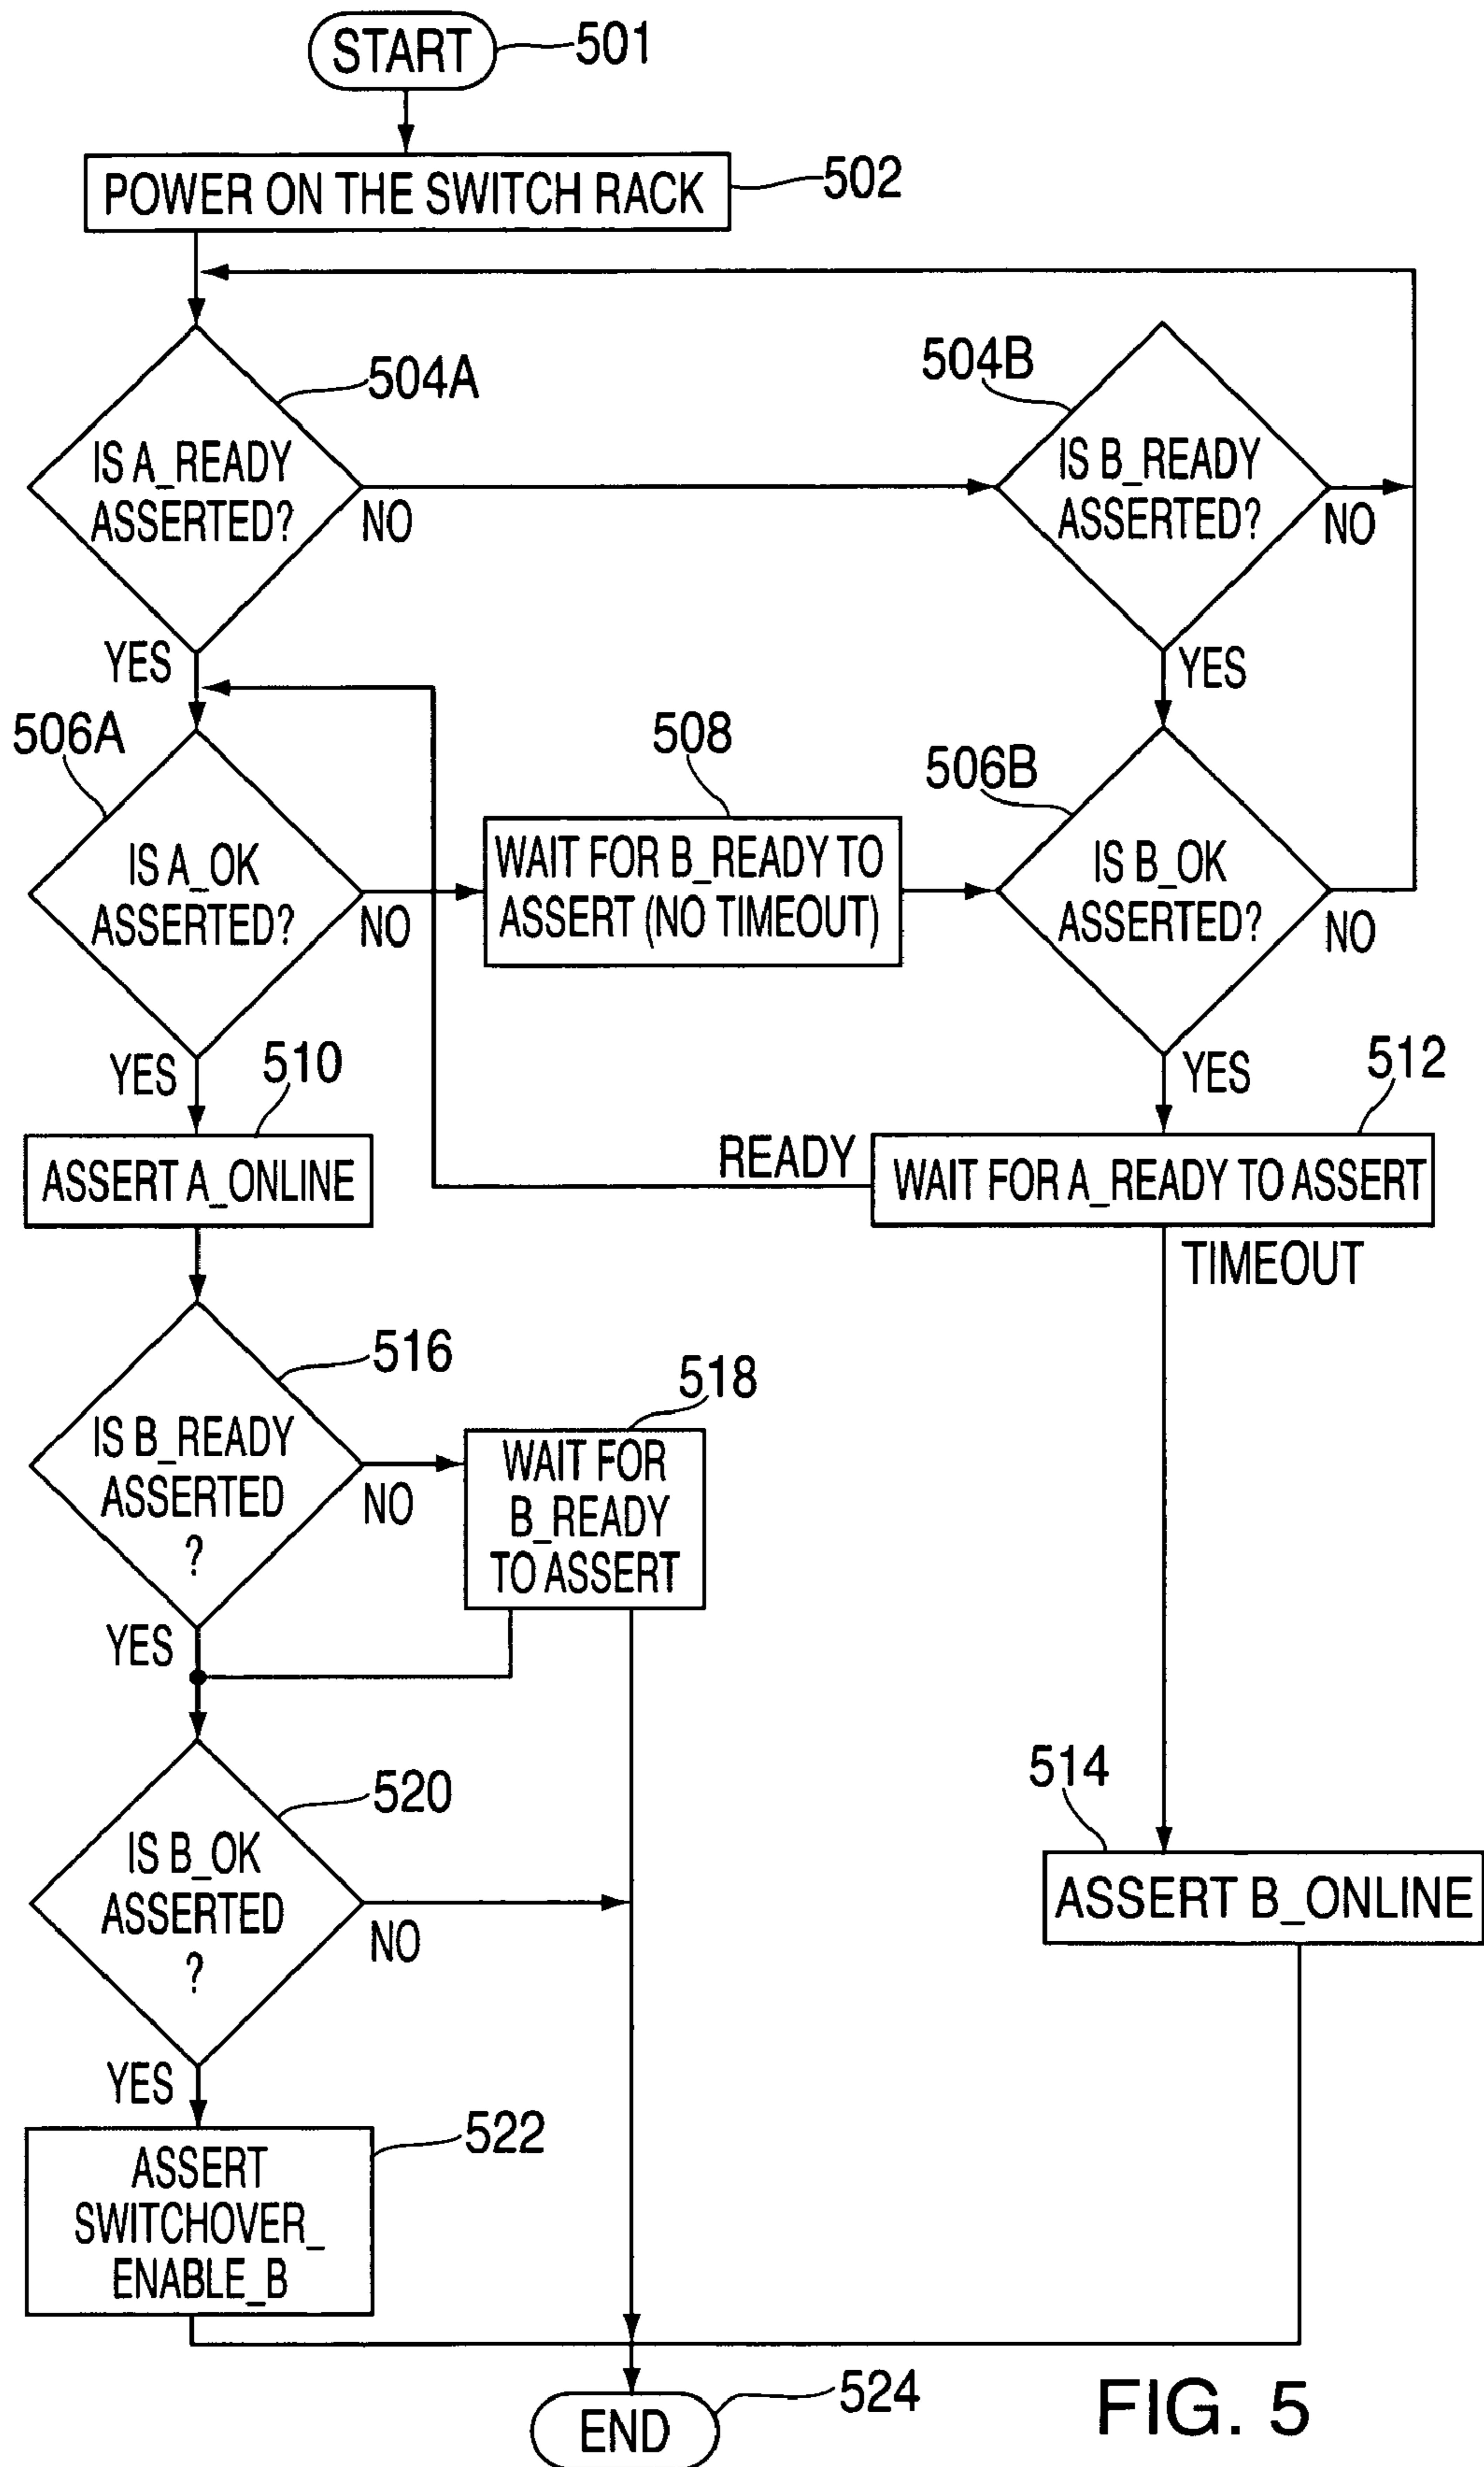 START
501
POWER ON THE SWITCH RACK
502
504A
504B
IS A_READY
ASSERTED?
NO
IS B_READY
ASSERTED?
NO
YES
YES
506A
508
506B
IS A_OK
ASSERTED?
NO
WAIT FOR B_READY TO
ASSERT (NO TIMEOUT)
IS B_OK
ASSERTED?
NO
YES
510
YES
512
ASSERT A_ONLINE
READY
WAIT FOR A_READY TO ASSERT
TIMEOUT
516
518
IS B_READY
ASSERTED
?
NO
WAIT FOR
B_READY
TO ASSERT
YES
520
514
IS B_OK
ASSERTED
?
NO
ASSERT B_ONLINE
YES
522
ASSERT
SWITCHOVER_
ENABLE_B
524
END
FIG. 5